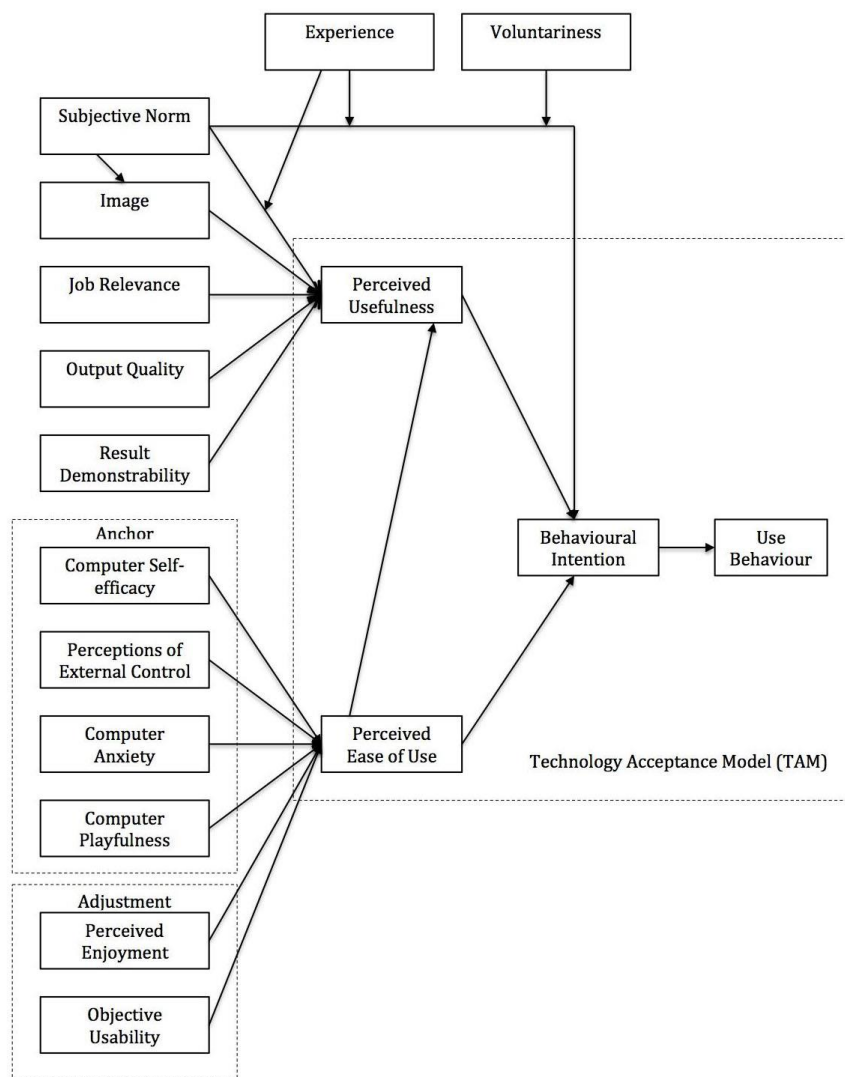 Experience
Voluntariness
Subjective Norm
Image
Job Relevance
Perceived
Usefulness
Output Quality
Result
Demonstrability
Anchor
Computer Self-
efficacy
Behavioural
Intention
Use
Behaviour
Perceptions of
External Control
Computer
Anxiety
Perceived
Ease of Use
Technology Acceptance Model (TAM)
Computer
Playfulness
Adjustment
Perceived
Enjoyment
Objective
Usability